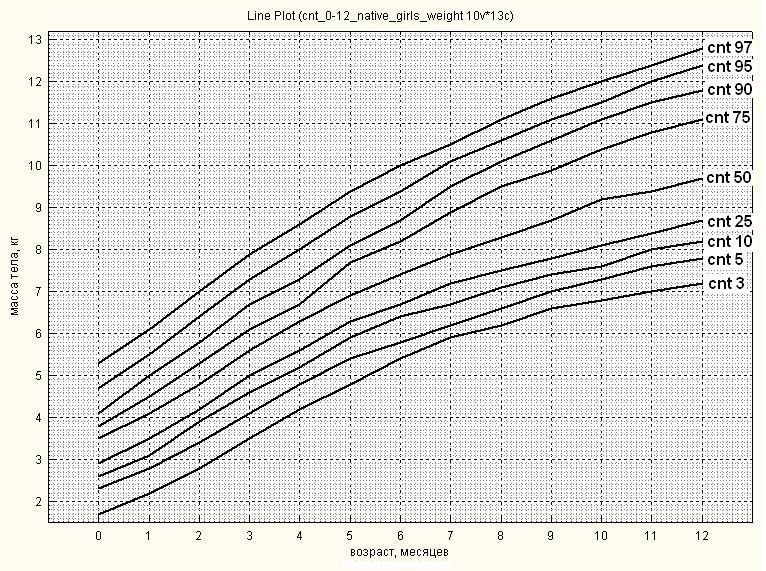 Line Plot (cnt_0-12_native_girls_weight 10v*13c)
13
12
11
10
9
8
7
6
5
4
3
2
масса тела, кг
cnt 97
cnt 95
cnt 90
cnt 75
cnt 50
cnt 25
cnt 10
cnt 5
cnt 3
0 1 2 3 4 5 6 7 8 9 10 11 12
возраст, месяцев